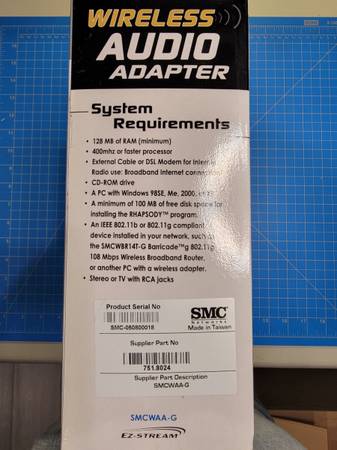 WIRELESS
AUDIO
ADAPTER
System
Requirements
• 128 MB of RAM (minimum)
• 400mhz or faster processor
• External Cable or DSL Modem for Internet
Radio use: Broadband Internet connection
• CD-ROM drive
• A PC with Windows 98SE, Me, 2000, or XP
• A minimum of 100 MB of free disk space for
installing the RHAPSODY™ program.
• An IEEE 802.11b or 802.11g compliant
device installed in your network, such as
the SMCWBR14T-G Barricade™g 802.11g
108 Mbps Wireless Broadband Router,
or another PC with a wireless adapter.
• Stereo or TV with RCA jacks
Product Serial No
SMC-060800016
SMC
Networks
Made in Taiwan
Supplier Part No
751.8024
Supplier Part Description
SMCWAA-G
SMCWAA-G
EZ-STREAM